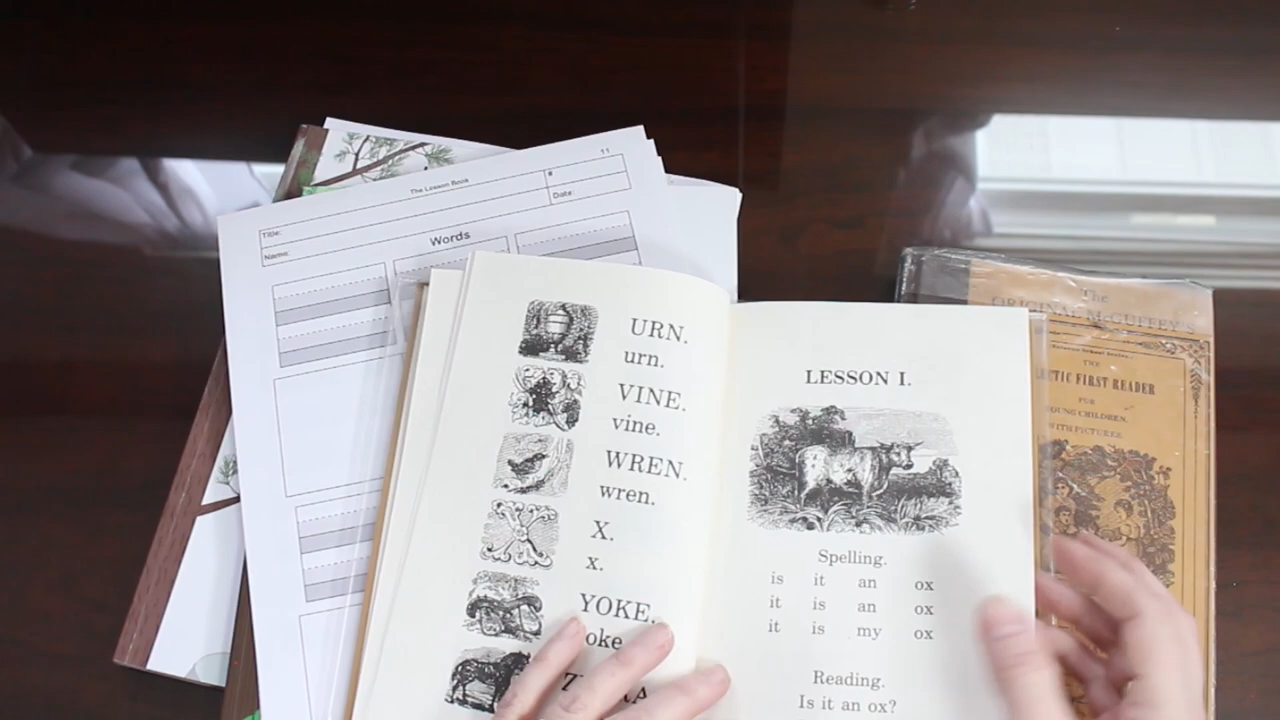 11
The Lesson Book
Title:
#
Name:
Date:
Words
URN.
urn.
VINE.
vine.
WREN.
wren.
X.
x.
YOKE.
LESSON I.
Spelling.
is it an ox
it is an ox
it is my ox
Reading.
Is it an ox?
The
ORIGINAL McGUFFEY'S
THE
FIRST READER
FOR
YOUNG CHILDREN.
WITH PICTURES.